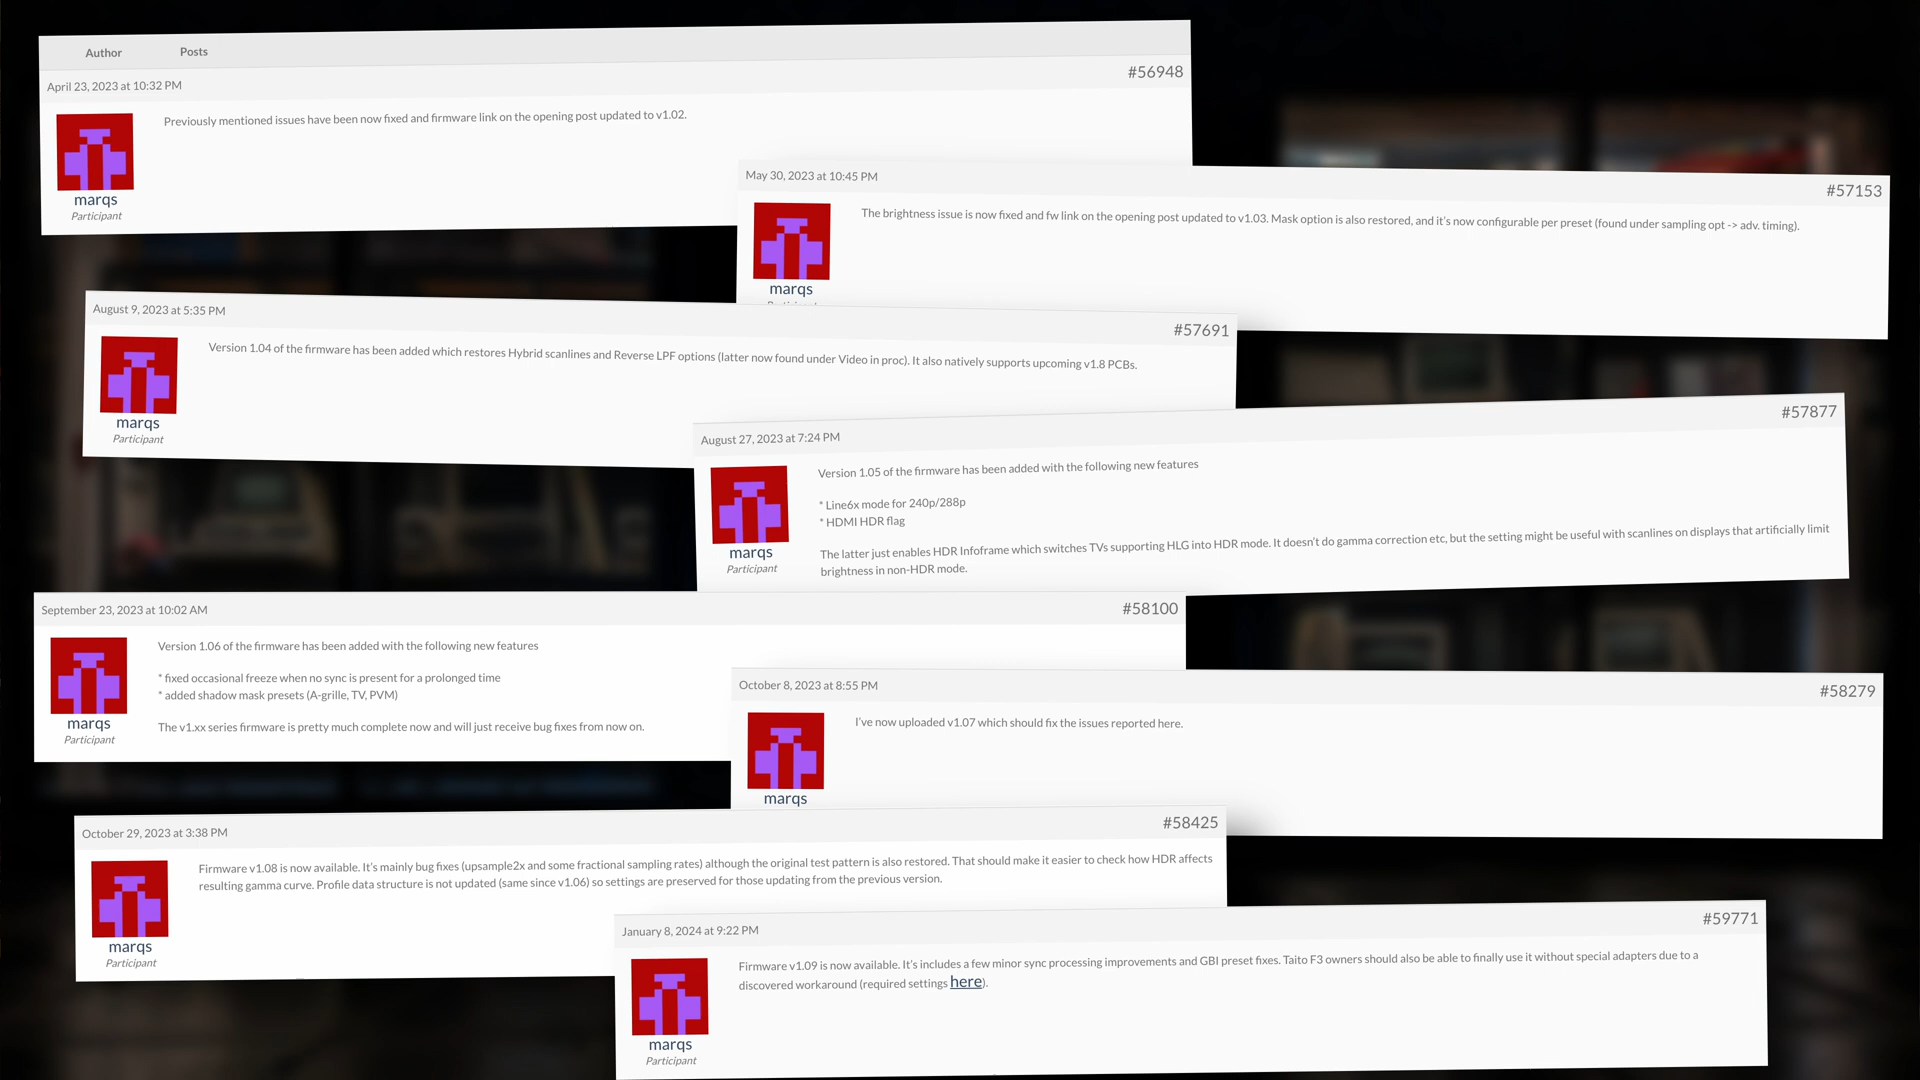 Author Posts
April 23, 2023 at 10:32 PM #56948
Previously mentioned issues have been now fixed and firmware link on the opening post updated to v1.02.
marqs
Participant
May 30, 2023 at 10:45 PM #57153
The brightness issue is now fixed and fw link on the opening post updated to v1.03. Mask option is also restored, and it's now configurable per preset (found under sampling opt -> adv. timing).
marqs
August 9, 2023 at 5:35 PM #57691
Version 1.04 of the firmware has been added which restores Hybrid scanlines and Reverse LPF options (latter now found under Video in proc). It also natively supports upcoming v1.8 PCBs.
marqs
Participant
August 27, 2023 at 7:24 PM #57877
Version 1.05 of the firmware has been added with the following new features
* Line6x mode for 240p/288p
* HDMI HDR flag
The latter just enables HDR Infoframe which switches TVs supporting HLG into HDR mode. It doesn't do gamma correction etc, but the setting might be useful with scanlines on displays that artificially limit
brightness in non-HDR mode.
marqs
Participant
September 23, 2023 at 10:02 AM #58100
Version 1.06 of the firmware has been added with the following new features
* fixed occasional freeze when no sync is present for a prolonged time
* added shadow mask presets (A-grille, TV, PVM)
The v1.xx series firmware is pretty much complete now and will just receive bug fixes from now on.
marqs
Participant
October 8, 2023 at 8:55 PM #58279
I've now uploaded v1.07 which should fix the issues reported here.
marqs
October 29, 2023 at 3:38 PM #58425
Firmware v1.08 is now available. It's mainly bug fixes (upsample2x and some fractional sampling rates) although the original test pattern is also restored. That should make it easier to check how HDR affects
resulting gamma curve. Profile data structure is not updated (same since v1.06) so settings are preserved for those updating from the previous version.
marqs
Participant
January 8, 2024 at 9:22 PM #59771
Firmware v1.09 is now available. It's includes a few minor sync processing improvements and GBI preset fixes. Taito F3 owners should also be able to finally use it without special adapters due to a
discovered workaround (required settings here).
marqs
Participant